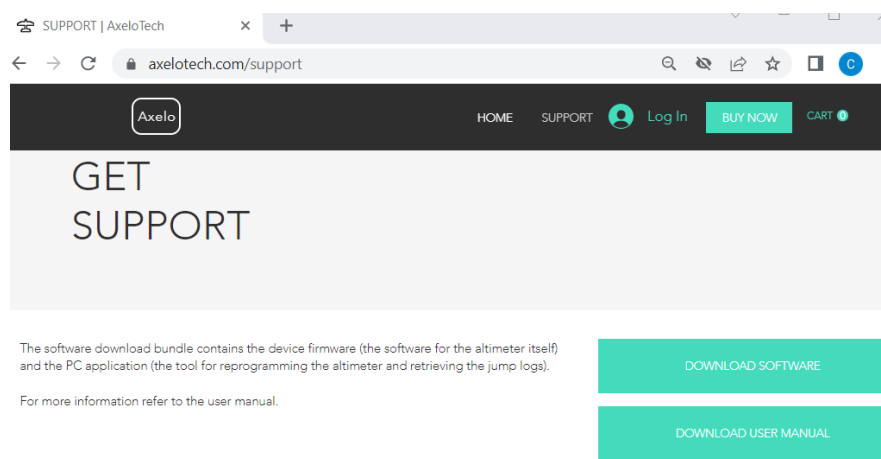 SUPPORT | AxeloTech
axelotech.com/support
C
Axelo
HOME SUPPORT Log In BUY NOW CART 0
GET
SUPPORT
The software download bundle contains the device firmware (the software for the altimeter itself)
and the PC application (the tool for reprogramming the altimeter and retrieving the jump logs).
For more information refer to the user manual.
DOWNLOAD SOFTWARE
DOWNLOAD USER MANUAL